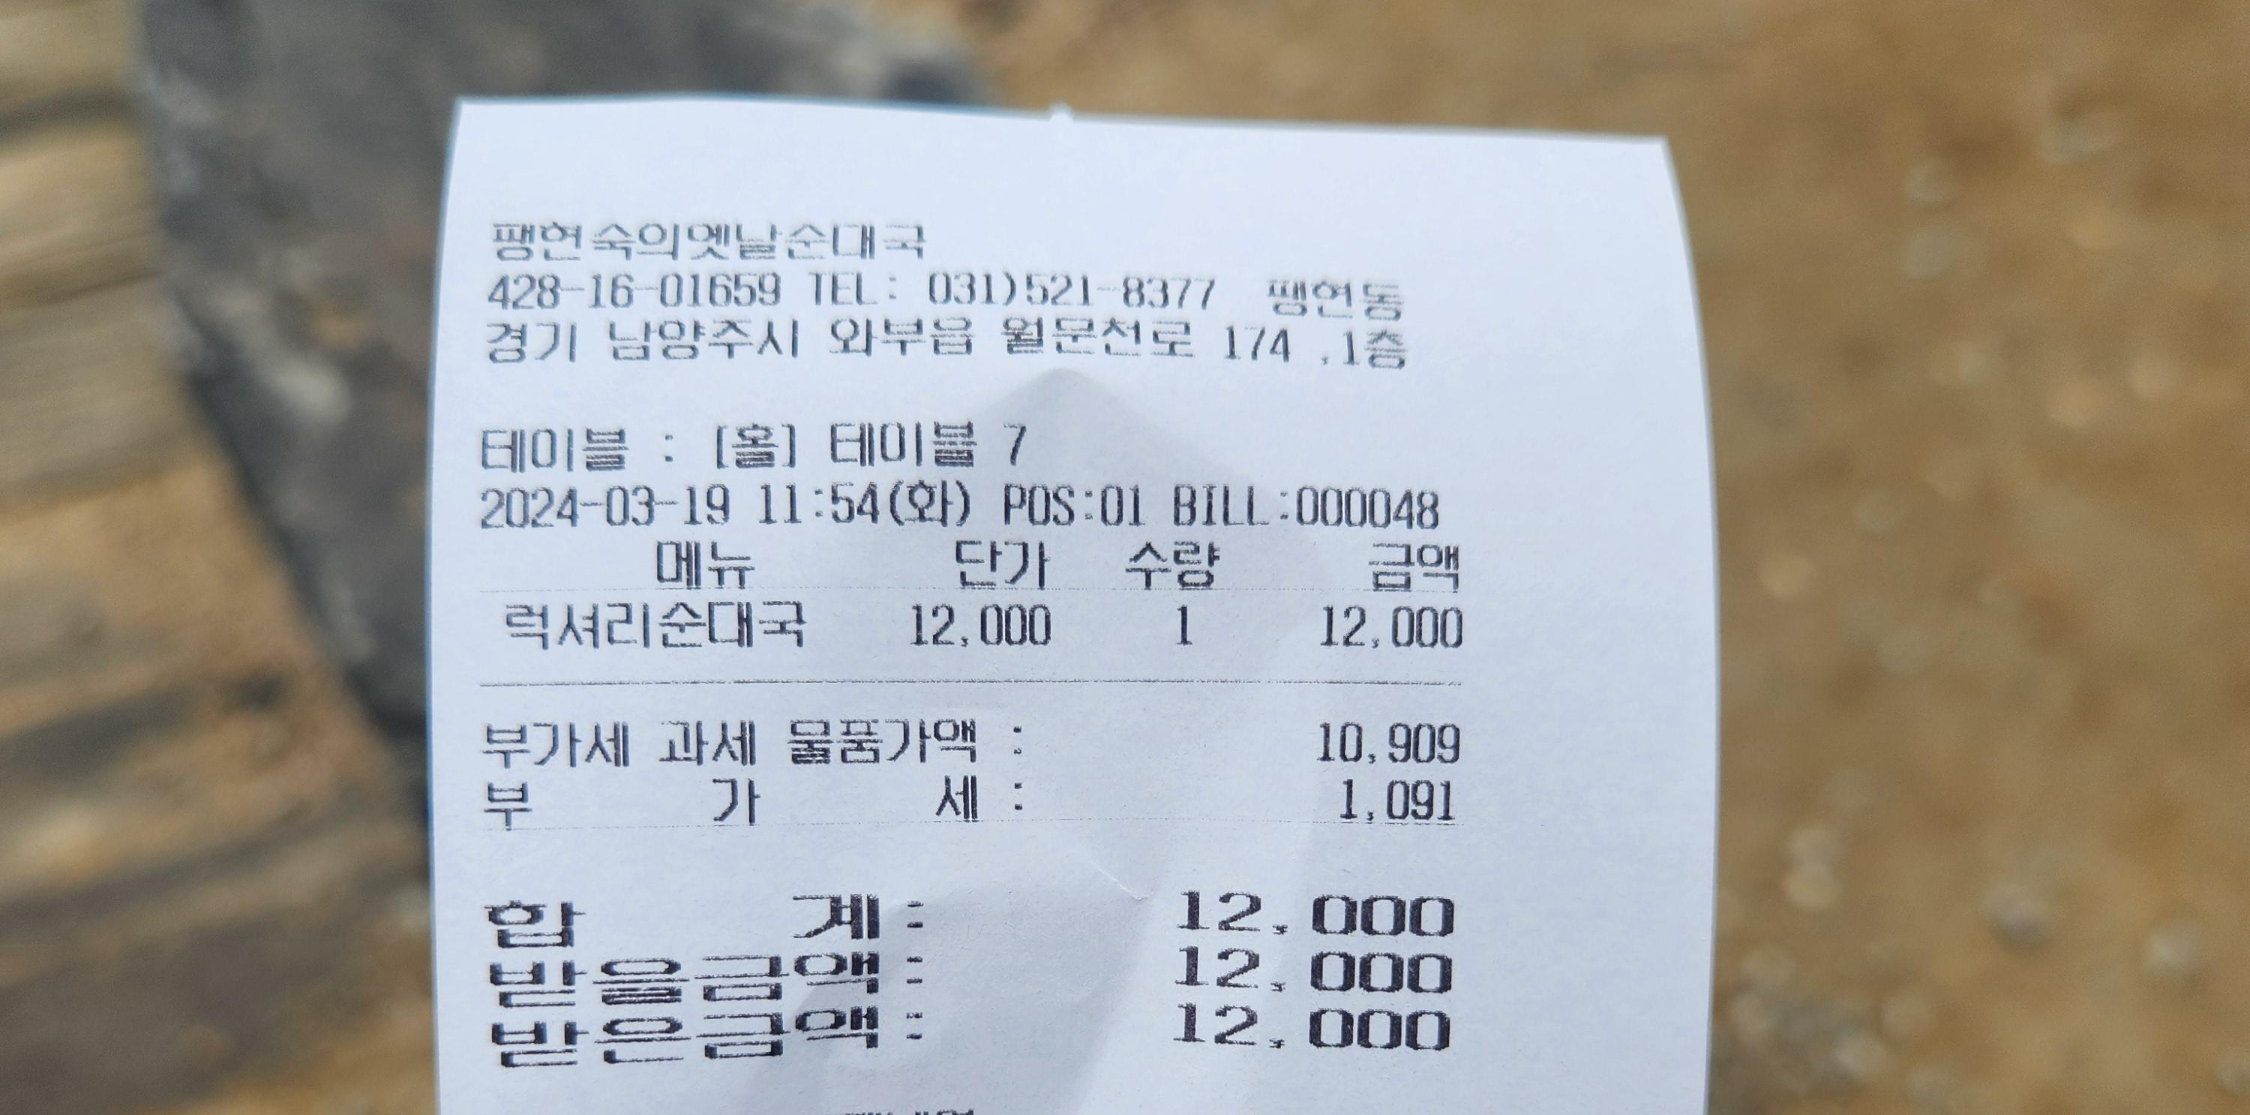 팽현숙의옛날순대국
428-16-01659 TEL: 031)521-8377 팽현동
경기 남양주시 와부읍 월문천로 174 ,1층
테이블 : [홀] 테이블 7
2024-03-19 11:54(화) POS:01 BILL:000048
메뉴 단가 수량 금액
럭셔리순대국 12,000 1 12,000
부가세 과세 물품가액 : 10,909
부 가 세 : 1,091
합 계: 12,000
받을금액: 12,000
받은금액: 12,000